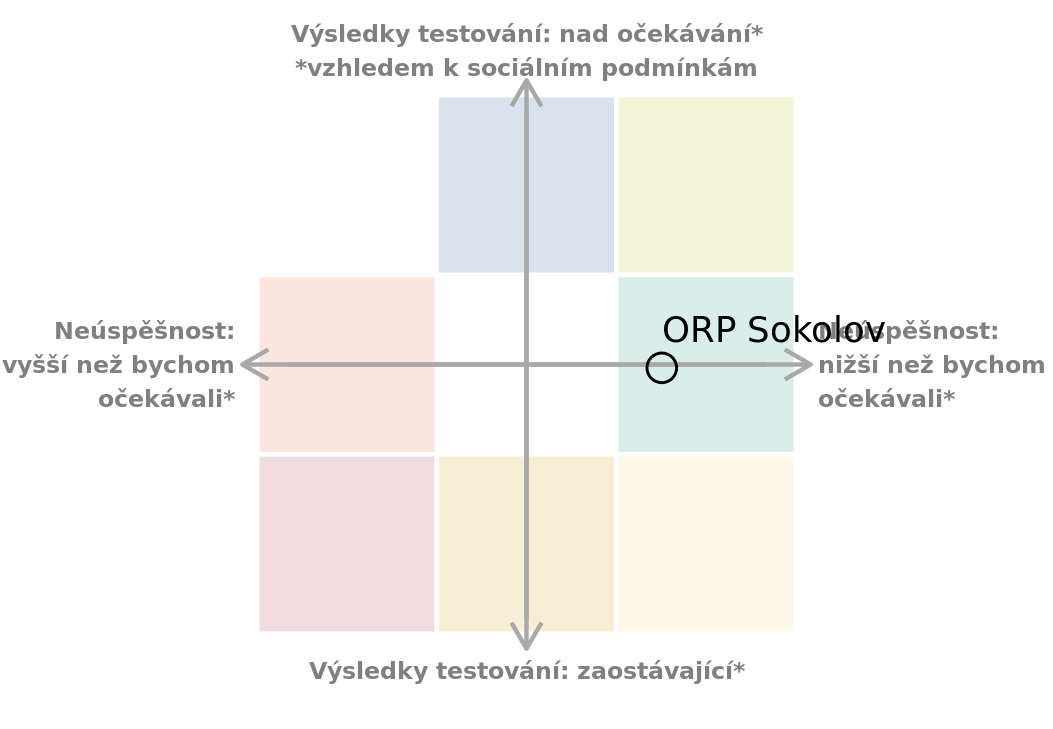 Výsledky testování: nad očekávání*
*vzhledem k sociálním podmínkám
ORP Sokolov
Neúspěšnost:
vyšší než bychom
očekávali*
Neúspěšnost:
nižší než bychom
očekávali*
Výsledky testování: zaostávající*